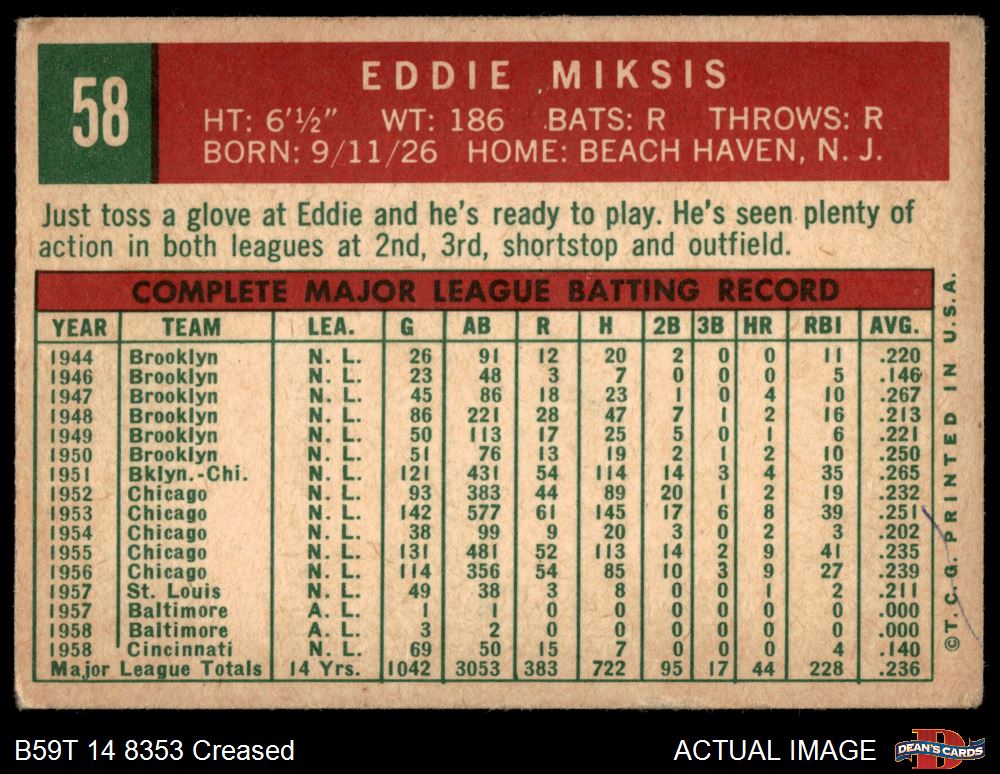 58
EDDIE MIKSIS
HT: 6'½" WT: 186 BATS: R THROWS: R
BORN: 9/11/26 HOME: BEACH HAVEN, N. J.
Just toss a glove at Eddie and he's ready to play. He's seen plenty of
action in both leagues at 2nd, 3rd, shortstop and outfield.
COMPLETE MAJOR LEAGUE BATTING RECORD
YEAR TEAM LEA. G AB R H 2B 3B HR RBI AVG.
1944 Brooklyn N. L. 26 91 12 20 2 0 0 11 .220
1946 Brooklyn N. L. 23 48 3 7 0 0 0 5 .146
1947 Brooklyn N. L. 45 86 18 23 1 0 4 10 .267
1948 Brooklyn N. L. 86 221 28 47 7 1 2 16 .213
1949 Brooklyn N. L. 50 113 17 25 5 0 1 6 .221
1950 Brooklyn N. L. 51 76 13 19 2 1 2 10 .250
1951 Bklyn.-Chi. N. L. 121 431 54 114 14 3 4 35 .265
1952 Chicago N. L. 93 383 44 89 20 1 2 19 .232
1953 Chicago N. L. 142 577 61 145 17 6 8 39 .251
1954 Chicago N. L. 38 99 9 20 3 0 2 3 .202
1955 Chicago N. L. 131 481 52 113 14 2 9 41 .235
1956 Chicago N. L. 114 356 54 85 10 3 9 27 .239
1957 St. Louis N. L. 49 38 3 8 0 0 1 2 .211
1957 Baltimore A. L. 1 1 0 0 0 0 0 0 .000
1958 Baltimore A. L. 3 2 0 0 0 0 0 0 .000
1958 Cincinnati N. L. 69 50 15 7 0 0 0 4 .140
Major League Totals 14 Yrs. 1042 3053 383 722 95 17 44 228 .236
©T. C. G. PRINTED IN U.S.A.
B59T 14 8353 Creased
ACTUAL IMAGE
D
DEAN'S CARDS